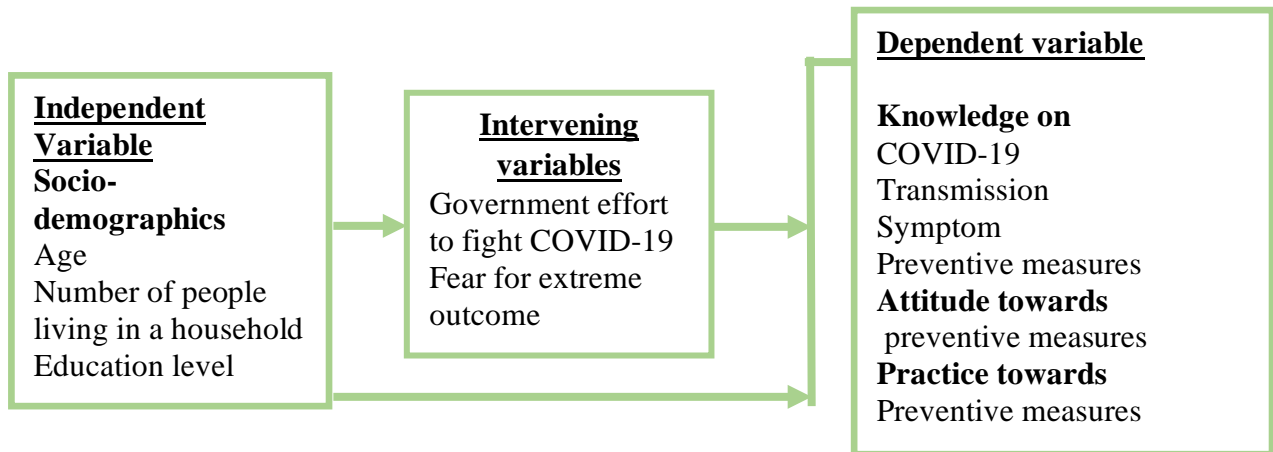 Independent
Variable
Socio-
demographics
Age
Number of people
living in a household
Education level
Intervening
variables
Government effort
to fight COVID-19
Fear for extreme
outcome
Dependent variable
Knowledge on
COVID-19
Transmission
Symptom
Preventive measures
Attitude towards
preventive measures
Practice towards
Preventive measures